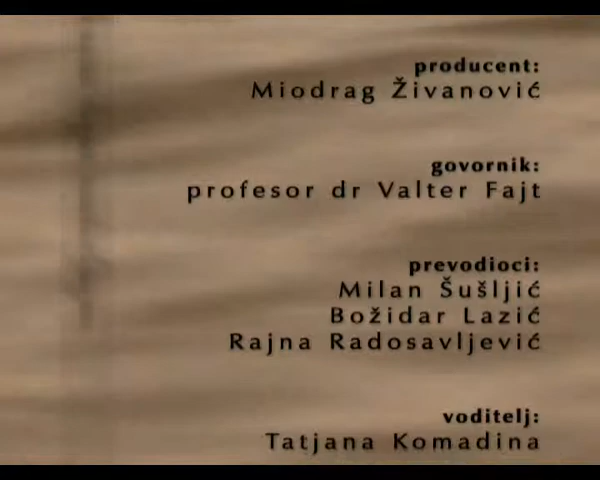 producent:
Miodrag Živanović
govornik:
profesor dr Valter Fajt
prevodioci:
Milan Šušljić
Božidar Lazić
Rajna Radosavljević
voditelj:
Tatjana Komadina